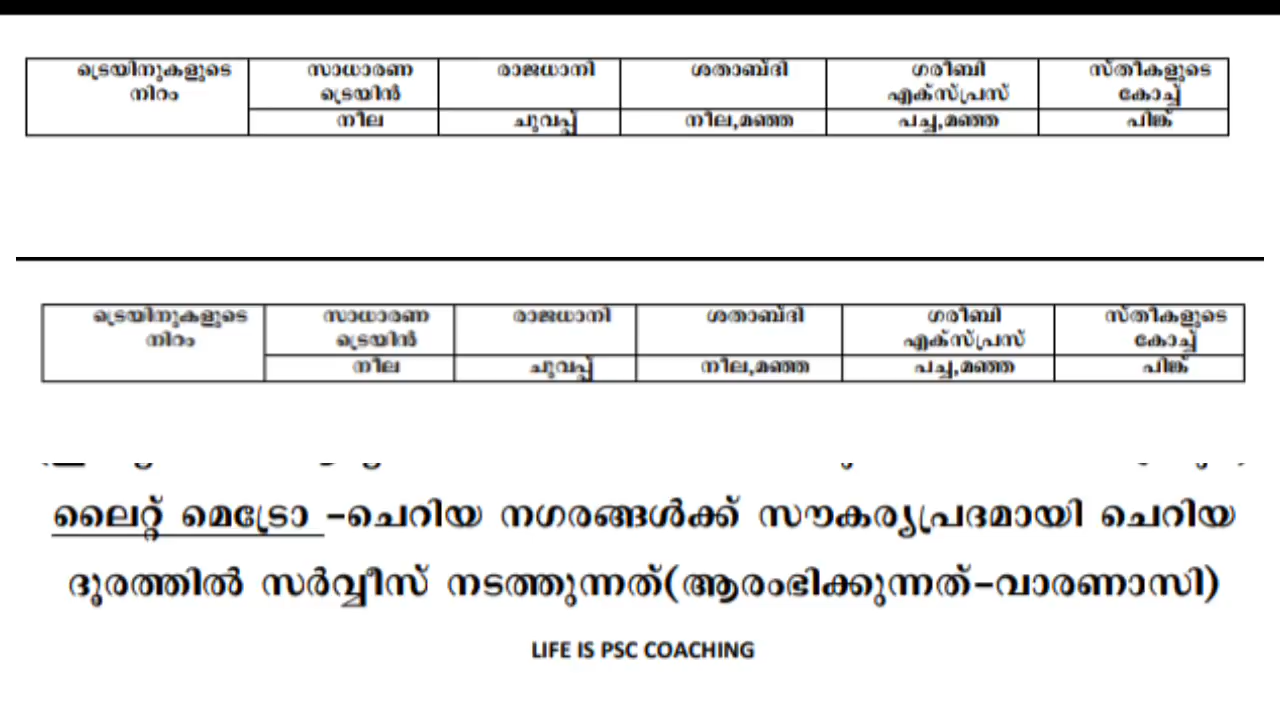 ട്രെയിനുകളുടെ സാധാരണ രാജധാനി ശതാബ്ദി ഗരീബി സ്തീകളുടെ
നിറം ട്രെയിൻ എക്സ്പ്രസ് കോച്ച്
നീല ചുവപ്പ് നീല,മഞ്ഞ പച്ച,മഞ്ഞ പിങ്ക്
ട്രെയിനുകളുടെ സാധാരണ രാജധാനി ശതാബ്ദി ഗരീബി സ്തീകളുടെ
നിറം ട്രെയിൻ എക്സ്പ്രസ് കോച്ച്
നീല ചുവപ്പ് നീല,മഞ്ഞ പച്ച,മഞ്ഞ പിങ്ക്
ലൈറ്റ് മെട്രോ -ചെറിയ നഗരങ്ങൾക്ക് സൗകര്യപ്രദമായി ചെറിയ
ദൂരത്തിൽ സർവ്വീസ് നടത്തുന്നത്(ആരംഭിക്കുന്നത്-വാരണാസി)
LIFE IS PSC COACHING